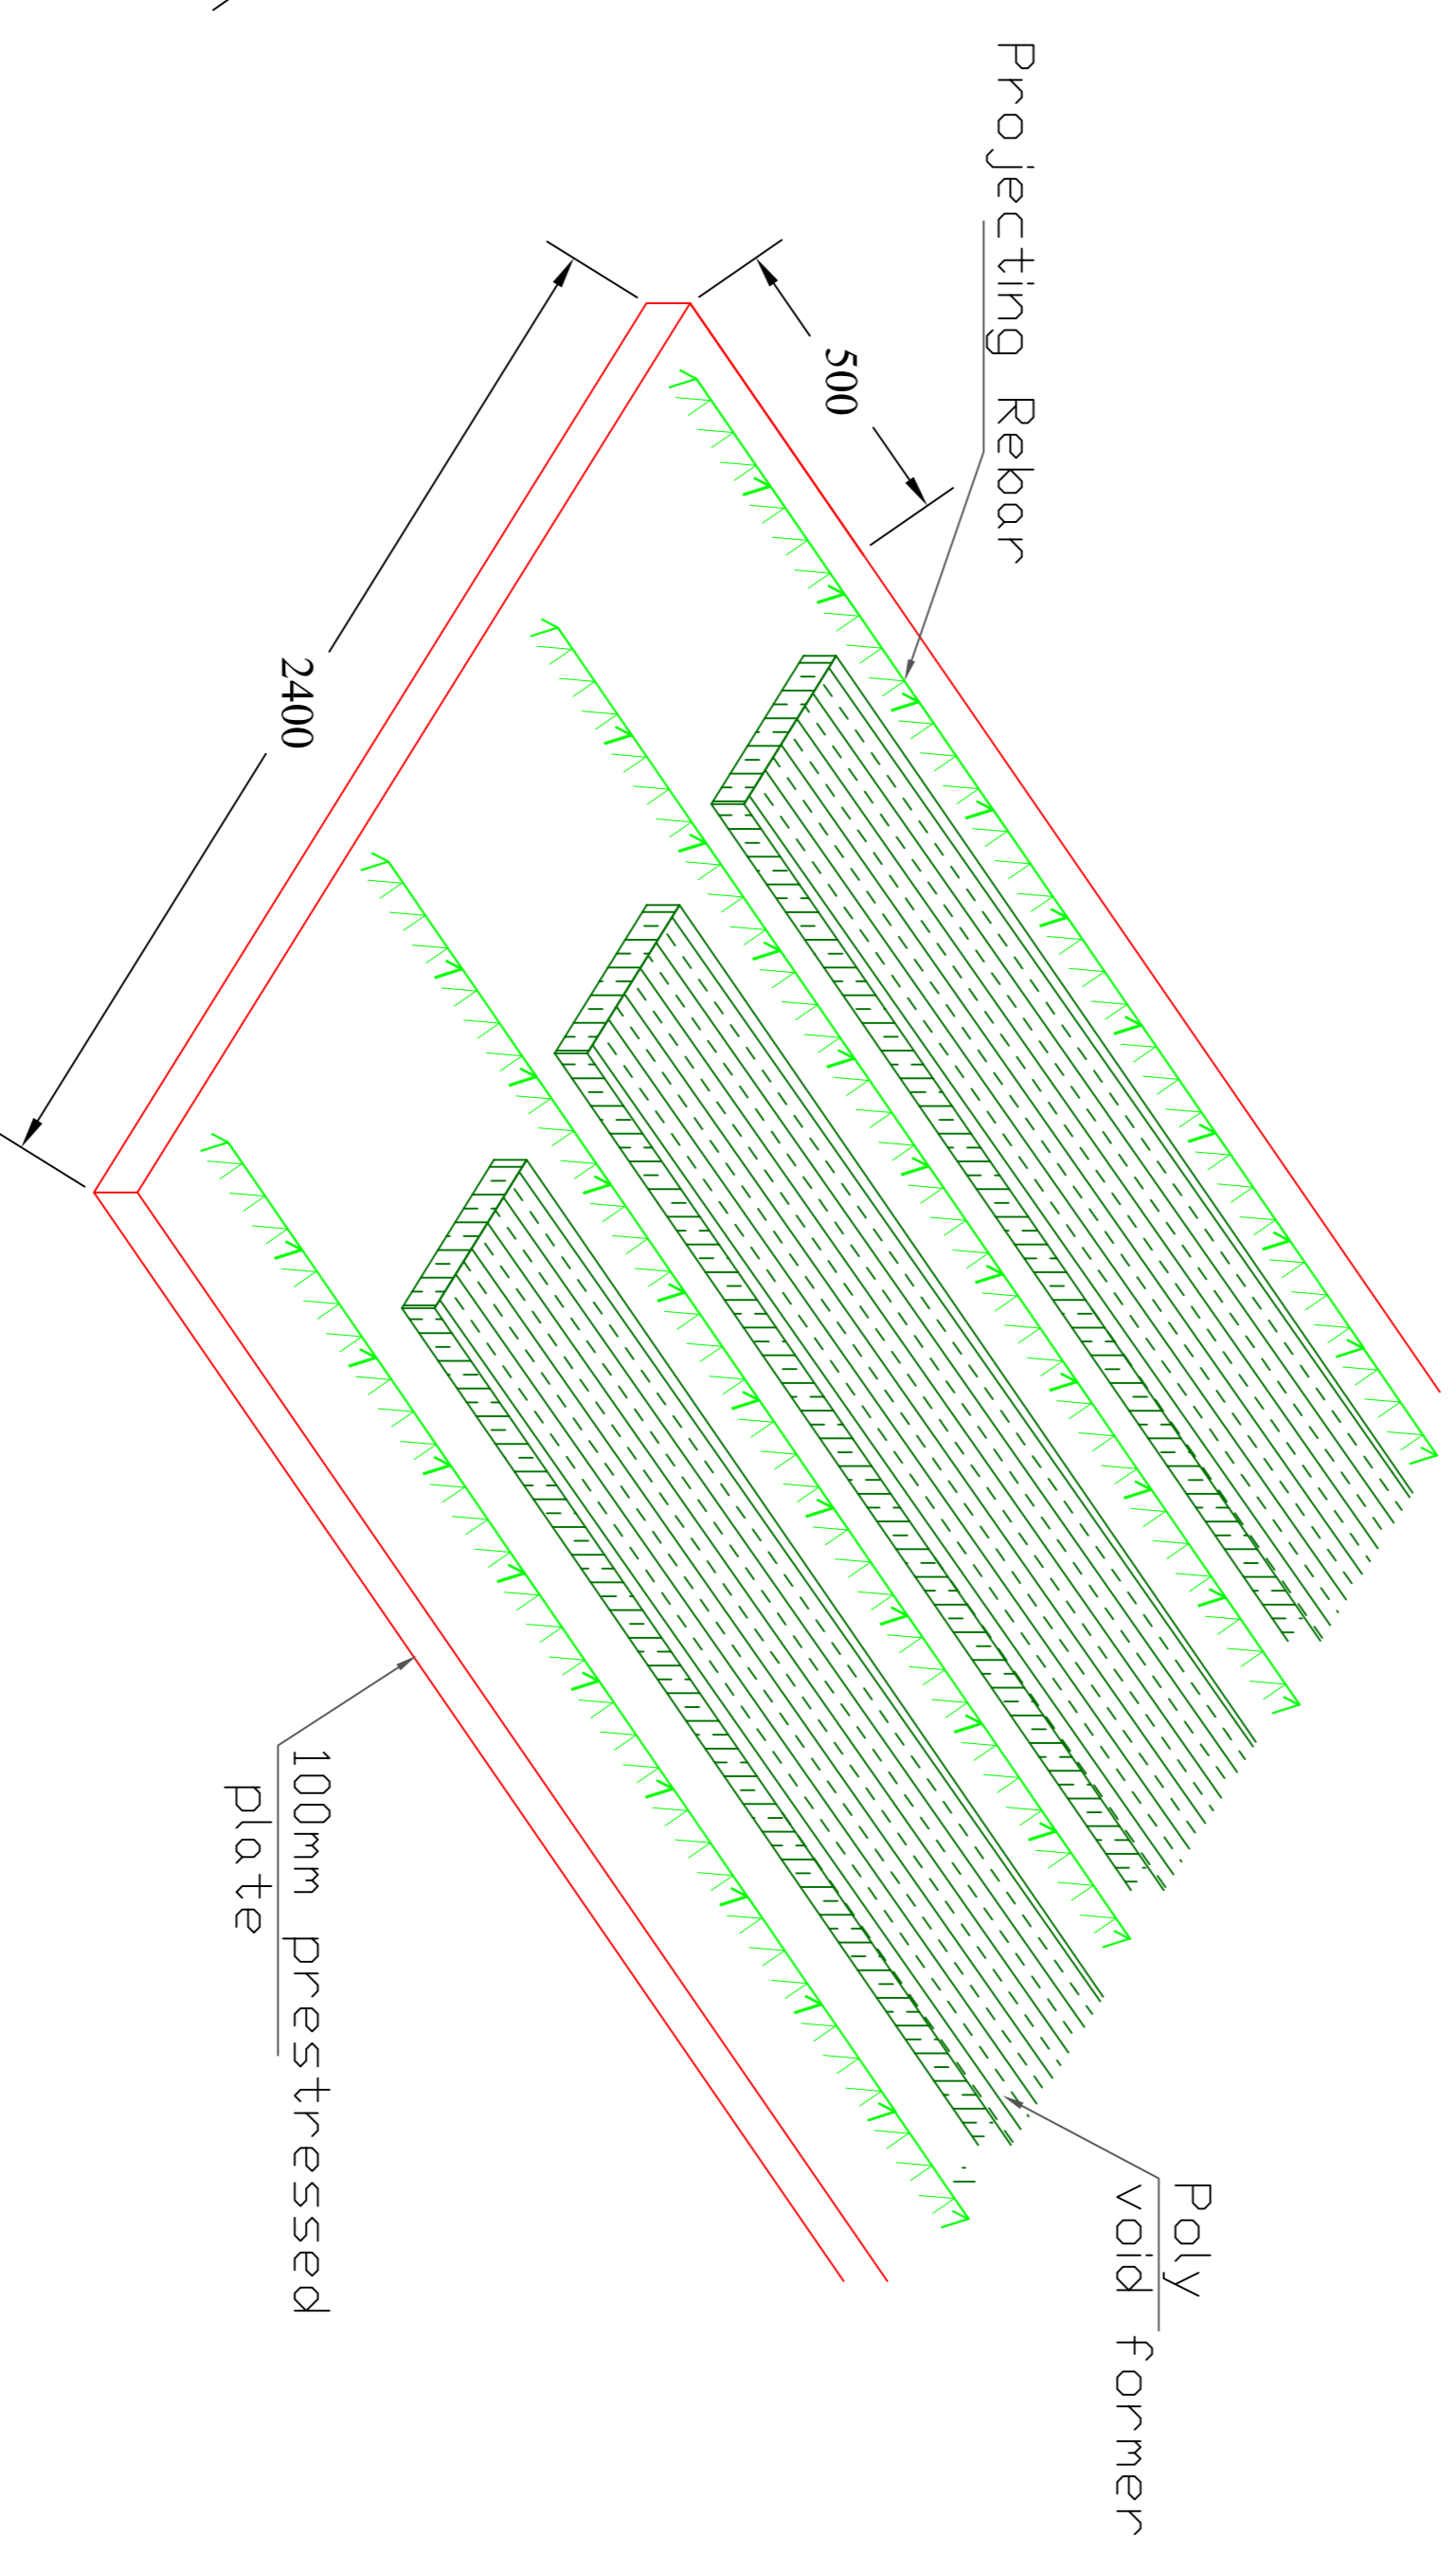 Projecting Rebar
500
2400
Poly
void former
100mm prestressed
plate